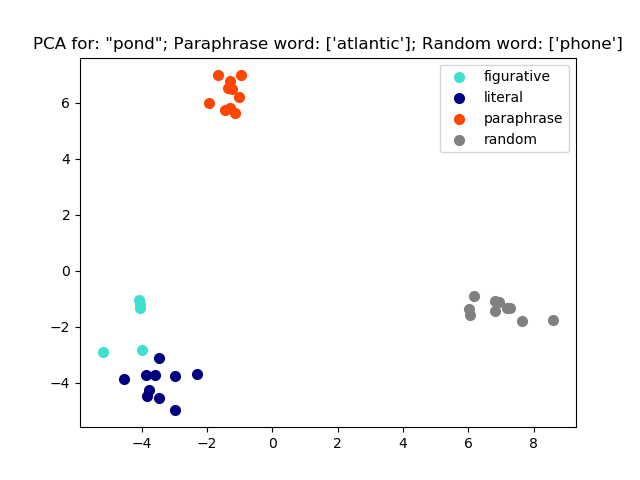 PCA for: "pond"; Paraphrase word: ['atlantic']; Random word: ['phone']
figurative
literal
paraphrase
random
6
4
2
0
−2
−4
−4
−2
0
2
4
6
8